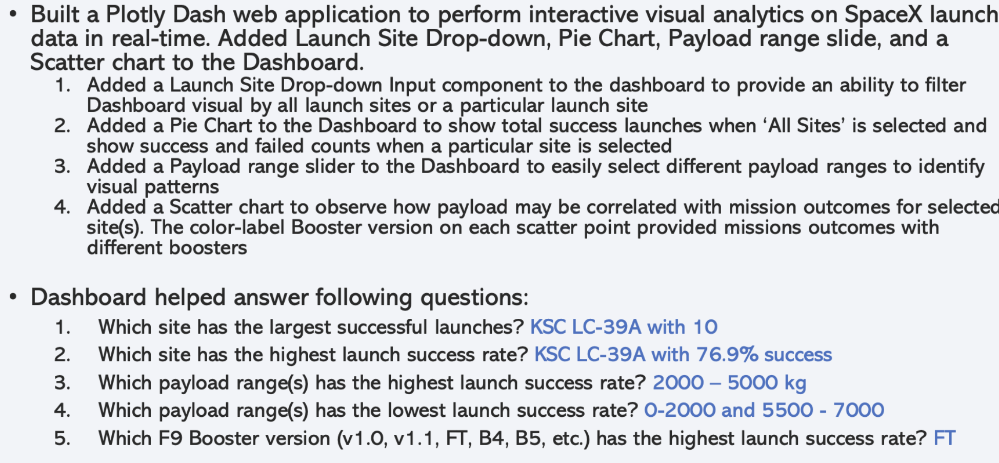 • Built a Plotly Dash web application to perform interactive visual analytics on SpaceX launch
data in real-time. Added Launch Site Drop-down, Pie Chart, Payload range slide, and a
Scatter chart to the Dashboard.
1. Added a Launch Site Drop-down Input component to the dashboard to provide an ability to filter
Dashboard visual by all launch sites or a particular launch site
2. Added a Pie Chart to the Dashboard to show total success launches when ‘All Sites’ is selected and
show success and failed counts when a particular site is selected
3. Added a Payload range slider to the Dashboard to easily select different payload ranges to identify
visual patterns
4. Added a Scatter chart to observe how payload may be correlated with mission outcomes for selected
site(s). The color-label Booster version on each scatter point provided missions outcomes with
different boosters
• Dashboard helped answer following questions:
1. Which site has the largest successful launches? KSC LC-39A with 10
2. Which site has the highest launch success rate? KSC LC-39A with 76.9% success
3. Which payload range(s) has the highest launch success rate? 2000 – 5000 kg
4. Which payload range(s) has the lowest launch success rate? 0-2000 and 5500 - 7000
5. Which F9 Booster version (v1.0, v1.1, FT, B4, B5, etc.) has the highest launch success rate? FT